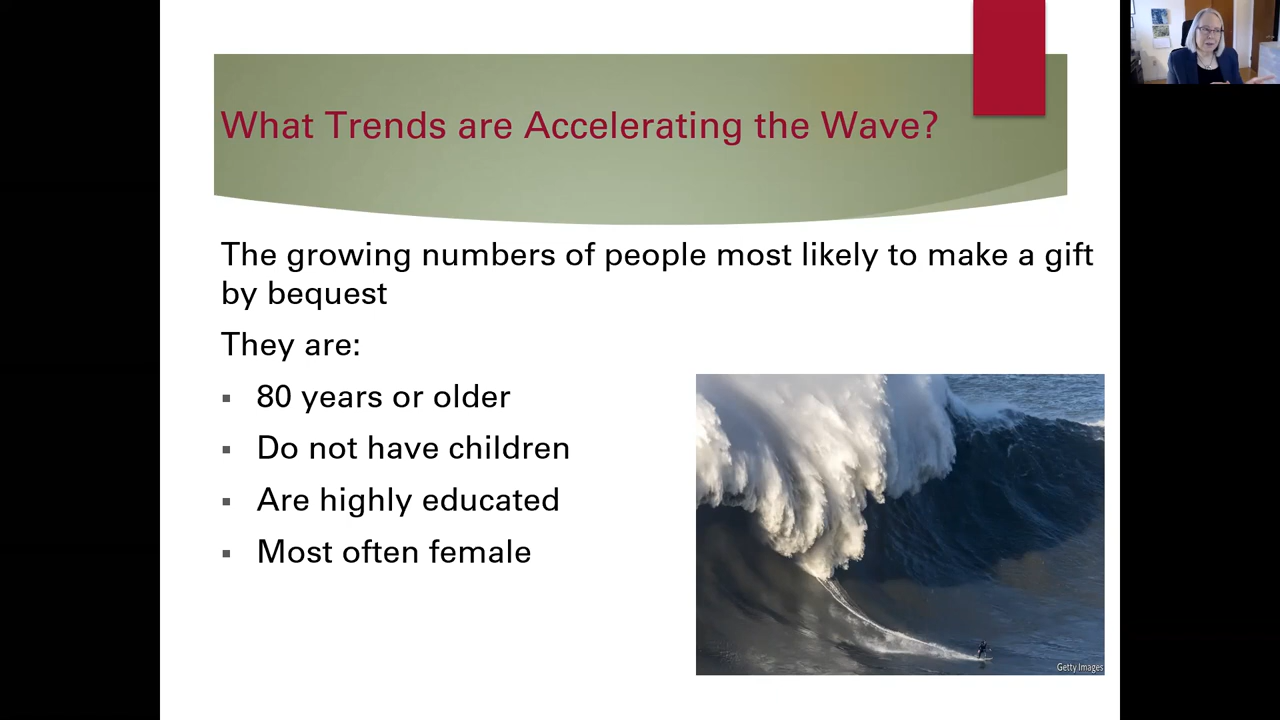 What Trends are Accelerating the Wave?
The growing numbers of people most likely to make a gift
by bequest
They are:
▪ 80 years or older
▪ Do not have children
▪ Are highly educated
▪ Most often female
Getty Images